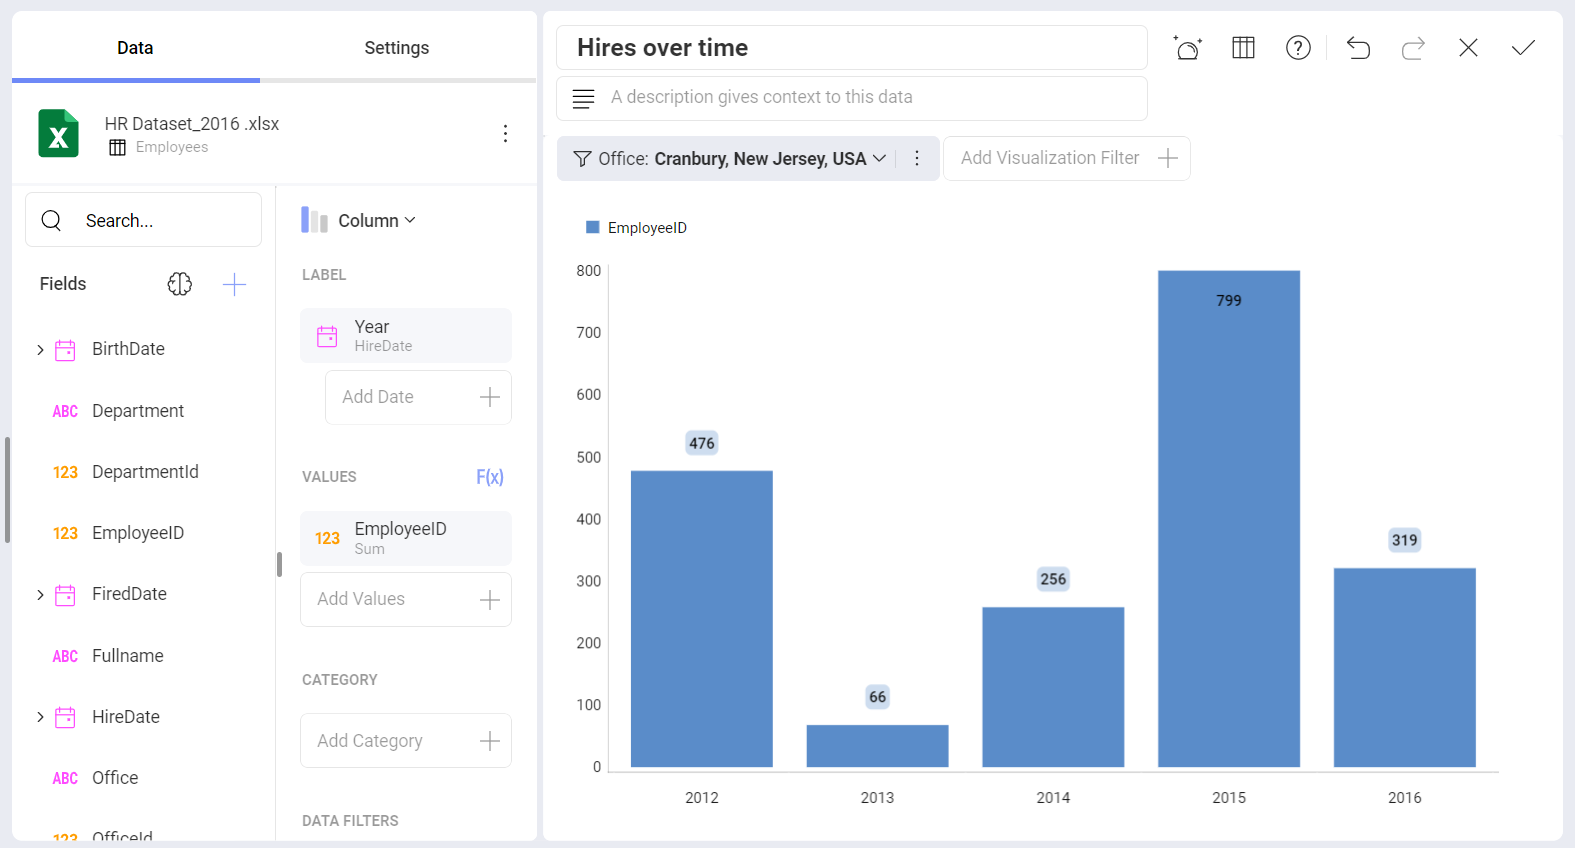 Data
Settings
HR Dataset_2016 .xlsx
Employees
Search...
Fields
BirthDate
ABC Department
123 DepartmentId
123 EmployeeID
FiredDate
ABC Fullname
HireDate
ABC Office
123 OfficeId
Column
LABEL
Year
HireDate
Add Date
VALUES
F(x)
123 EmployeeID
Sum
Add Values
CATEGORY
Add Category
DATA FILTERS
Hires over time
A description gives context to this data
Office: Cranbury, New Jersey, USA
Add Visualization Filter
EmployeeID
800
700
600
500
400
300
200
100
0
476
66
256
799
319
2012
2013
2014
2015
2016